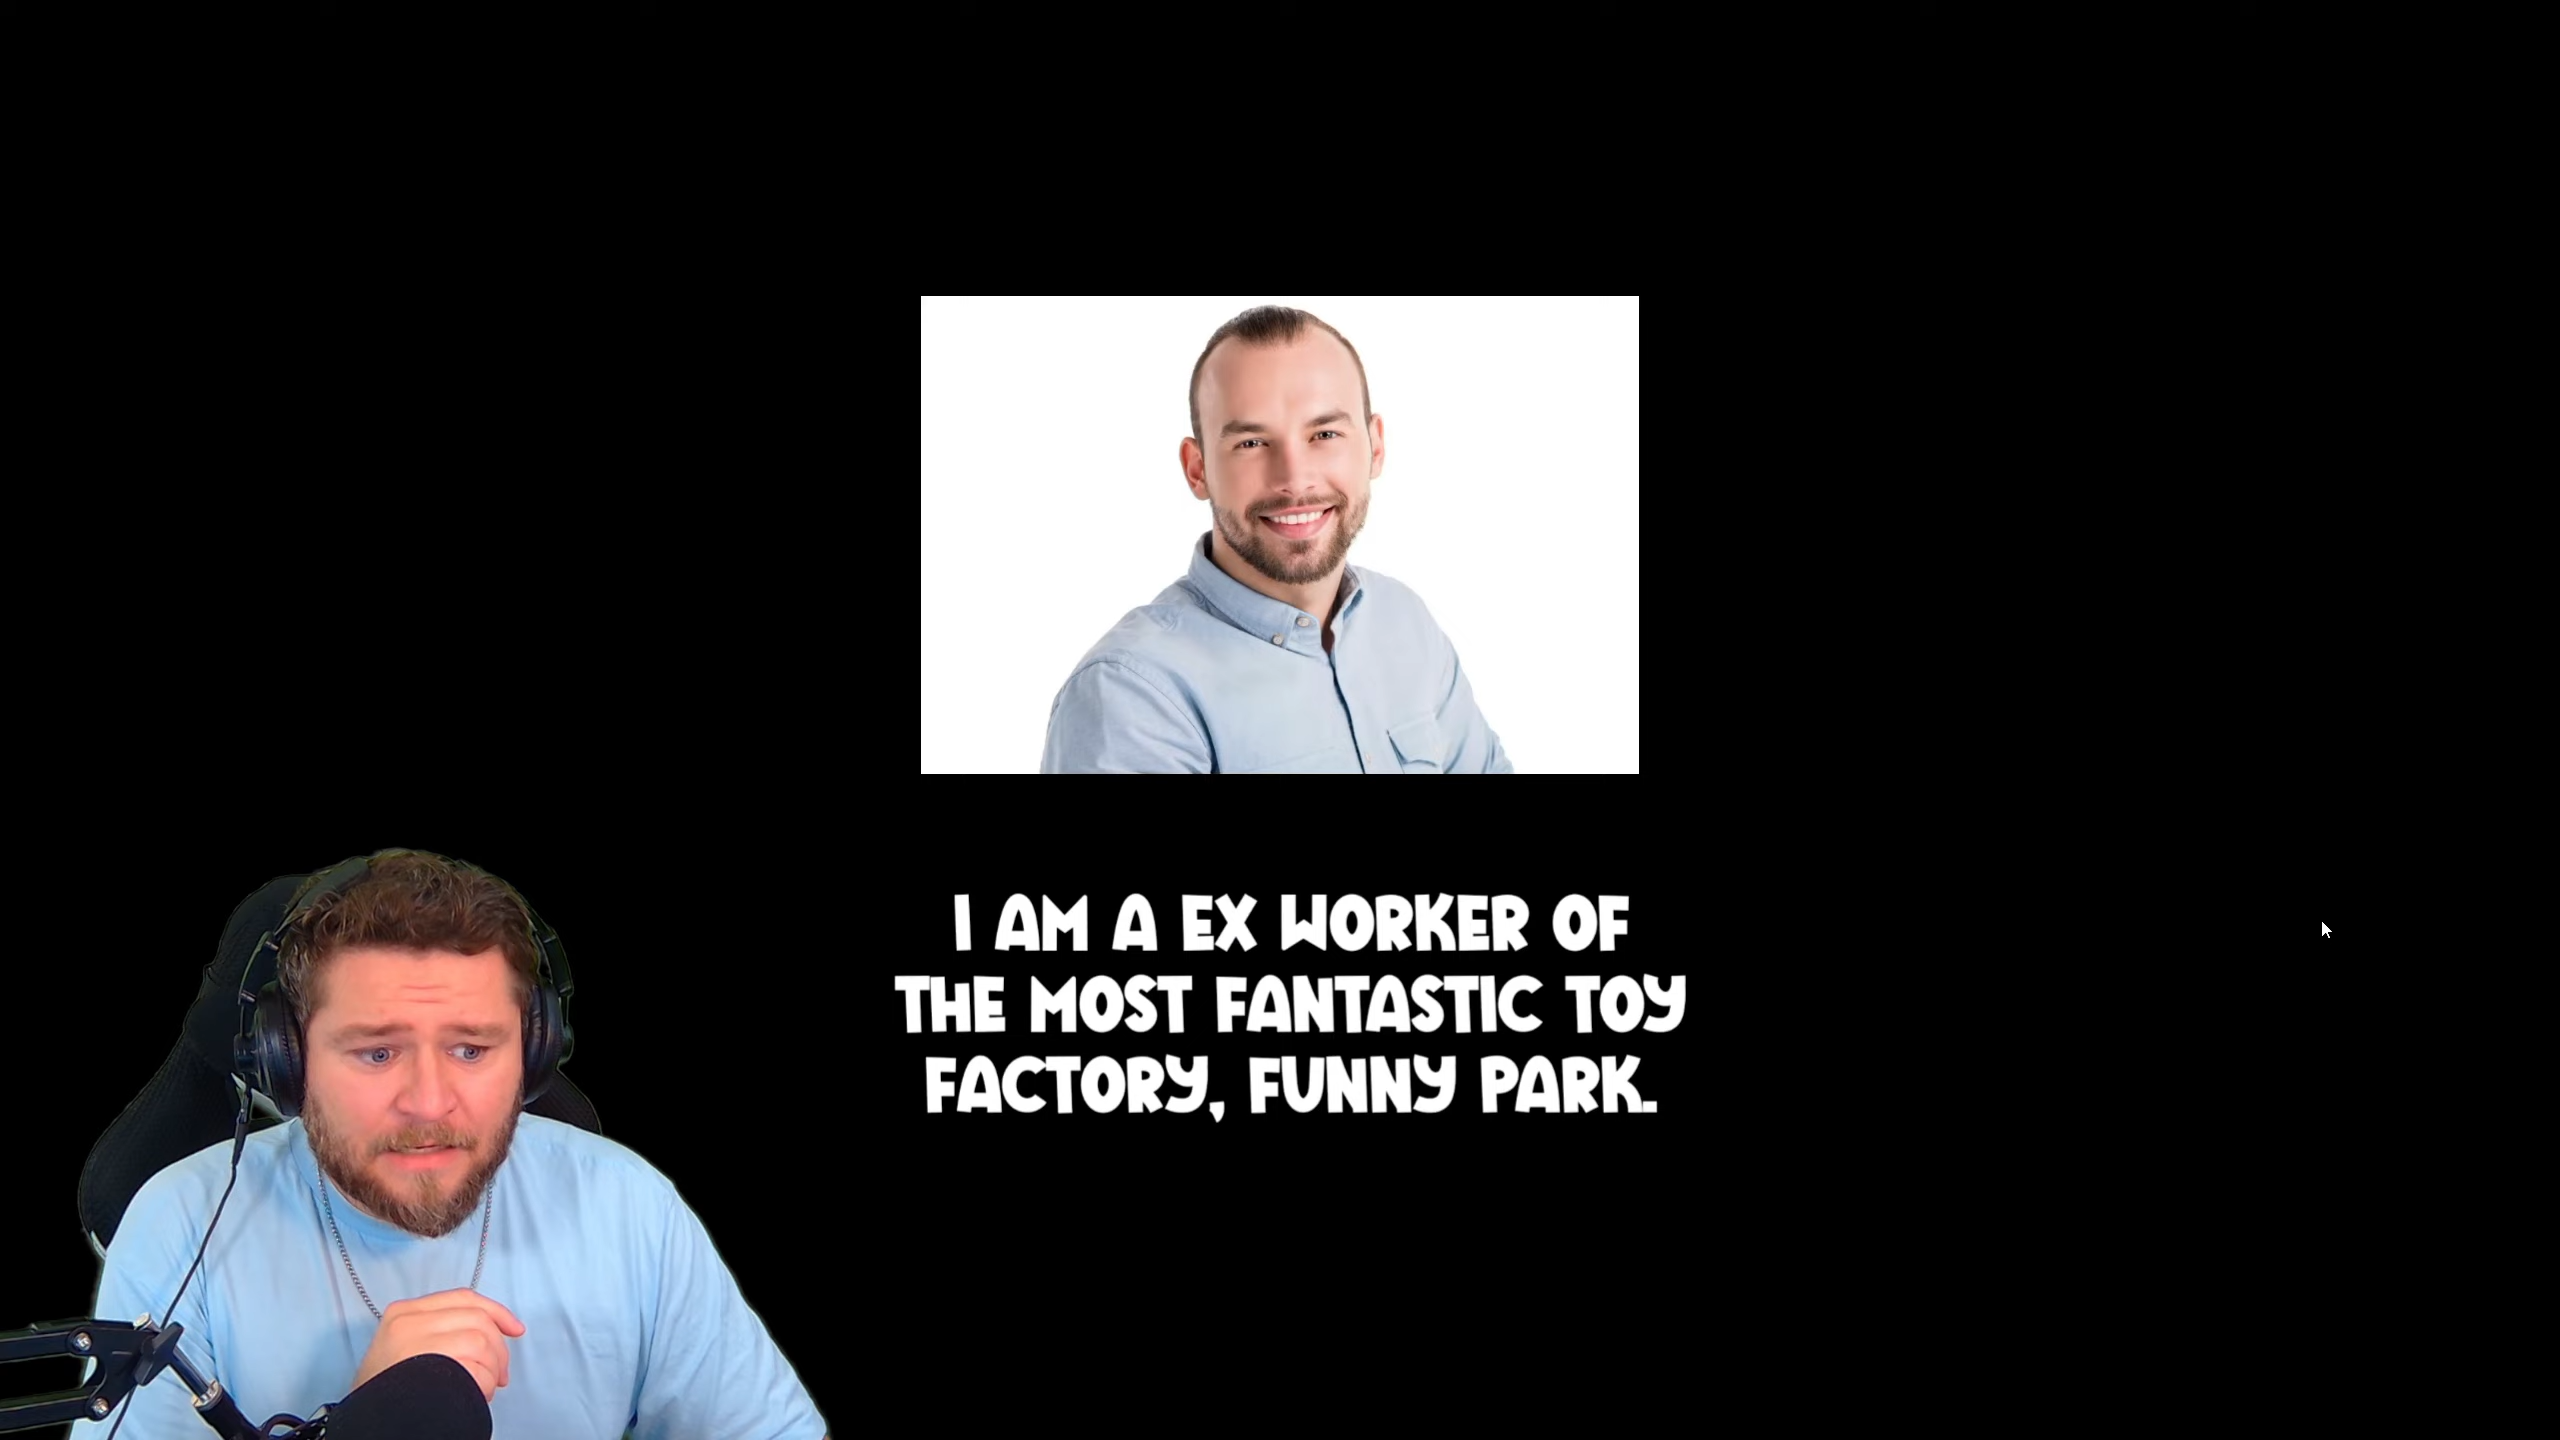 I AM A EX WORKER OF
THE MOST FANTASTIC TOY
FACTORY, FUNNY PARK.